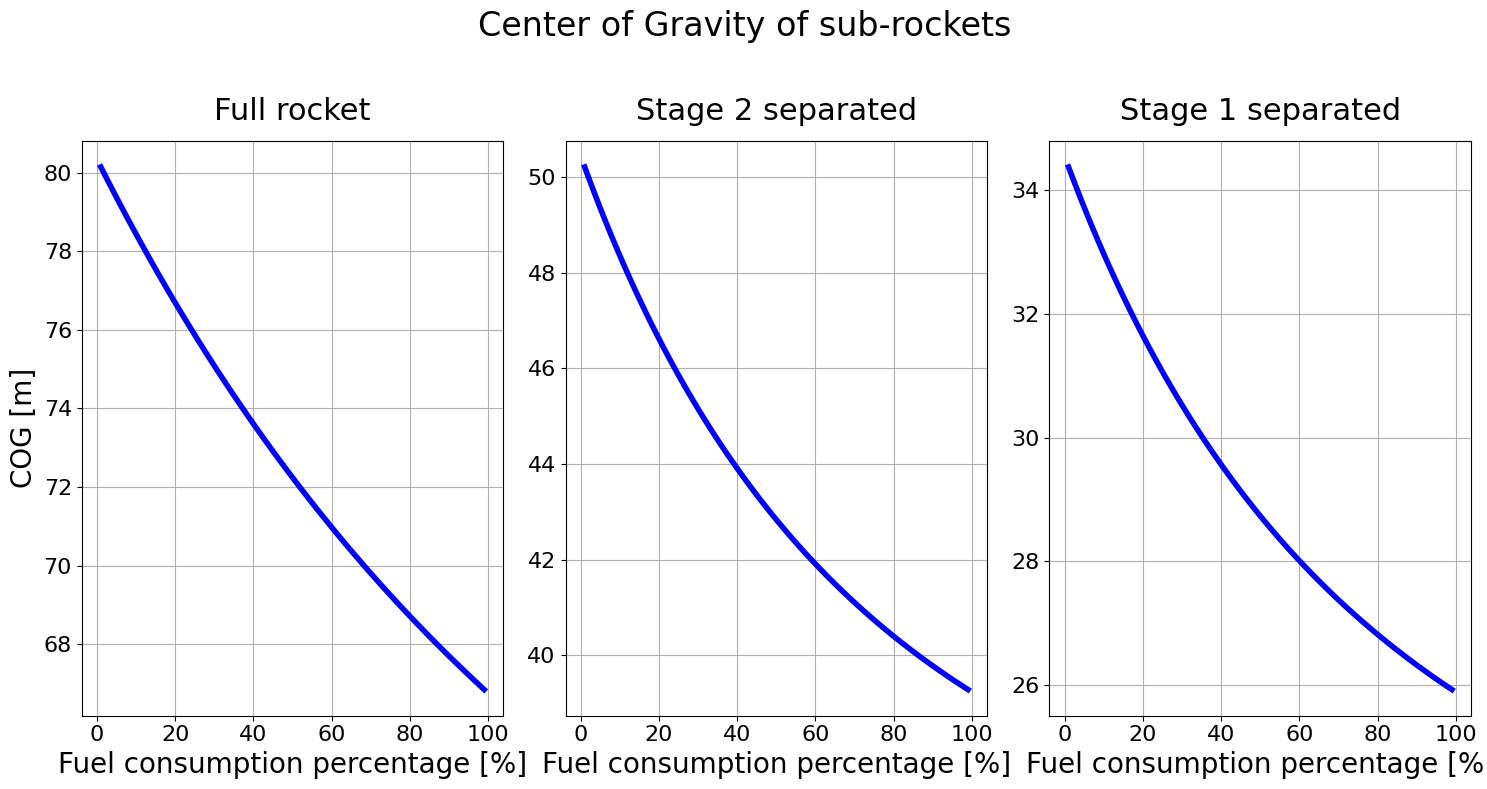 Center of Gravity of sub-rockets
Full rocket
Stage 2 separated
Stage 1 separated
COG [m]
80
78
76
74
72
70
68
0 20 40 60 80 100
Fuel consumption percentage [%]
50
48
46
44
42
40
0 20 40 60 80 100
Fuel consumption percentage [%]
34
32
30
28
26
0 20 40 60 80 100
Fuel consumption percentage [%